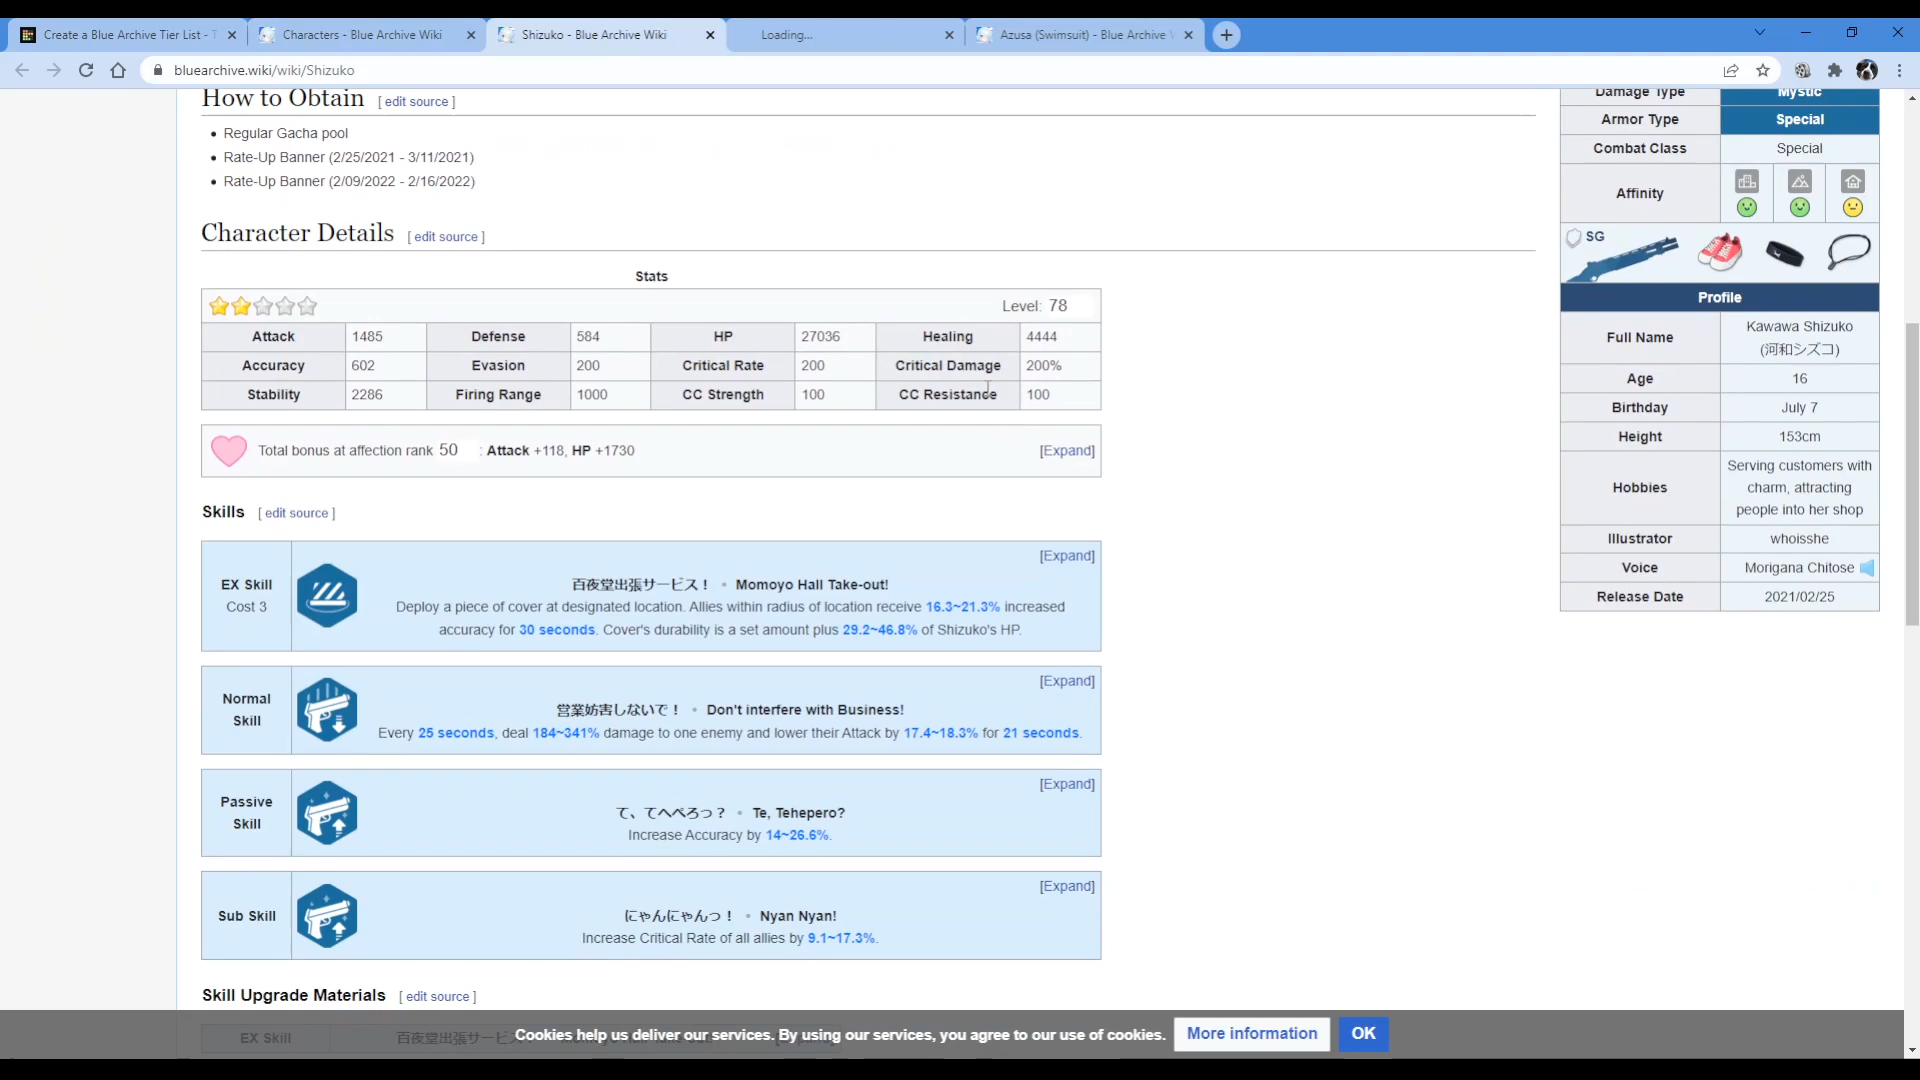 Create a Blue Archive Tier List - T
Characters - Blue Archive Wiki
Shizuko - Blue Archive Wiki
Loading...
Azusa (Swimsuit) - Blue Archive W
bluearchive.wiki/wiki/Shizuko
How to Obtain [ edit source ]
Regular Gacha pool
Rate-Up Banner (2/25/2021 - 3/11/2021)
Rate-Up Banner (2/09/2022 - 2/16/2022)
Character Details [ edit source ]
Stats
Level: 78
Attack 1485 Defense 584 HP 27036 Healing 4444
Accuracy 602 Evasion 200 Critical Rate 200 Critical Damage 200%
Stability 2286 Firing Range 1000 CC Strength 100 CC Resistance 100
Total bonus at affection rank 50 : Attack +118, HP +1730 [Expand]
Skills [ edit source ]
[Expand]
EX Skill
Cost 3
百夜堂出張サービス! • Momoyo Hall Take-out!
Deploy a piece of cover at designated location. Allies within radius of location receive 16.3~21.3% increased
accuracy for 30 seconds. Cover's durability is a set amount plus 29.2~46.8% of Shizuko's HP.
[Expand]
Normal
Skill
営業妨害しないで! • Don't interfere with Business!
Every 25 seconds, deal 184~341% damage to one enemy and lower their Attack by 17.4~18.3% for 21 seconds.
[Expand]
Passive
Skill
て、てへぺろっ? • Te, Tehepero?
Increase Accuracy by 14~26.6%.
[Expand]
Sub Skill
にゃんにゃんっ! • Nyan Nyan!
Increase Critical Rate of all allies by 9.1~17.3%.
Skill Upgrade Materials [ edit source ]
EX Skill 百夜堂出張サービス
Cookies help us deliver our services. By using our services, you agree to our use of cookies. More information OK
Damage Type Mystic
Armor Type Special
Combat Class Special
Affinity
SG
Profile
Full Name Kawawa Shizuko
(河和シズコ)
Age 16
Birthday July 7
Height 153cm
Hobbies Serving customers with
charm, attracting
people into her shop
Illustrator whoisshe
Voice Morigana Chitose
Release Date 2021/02/25